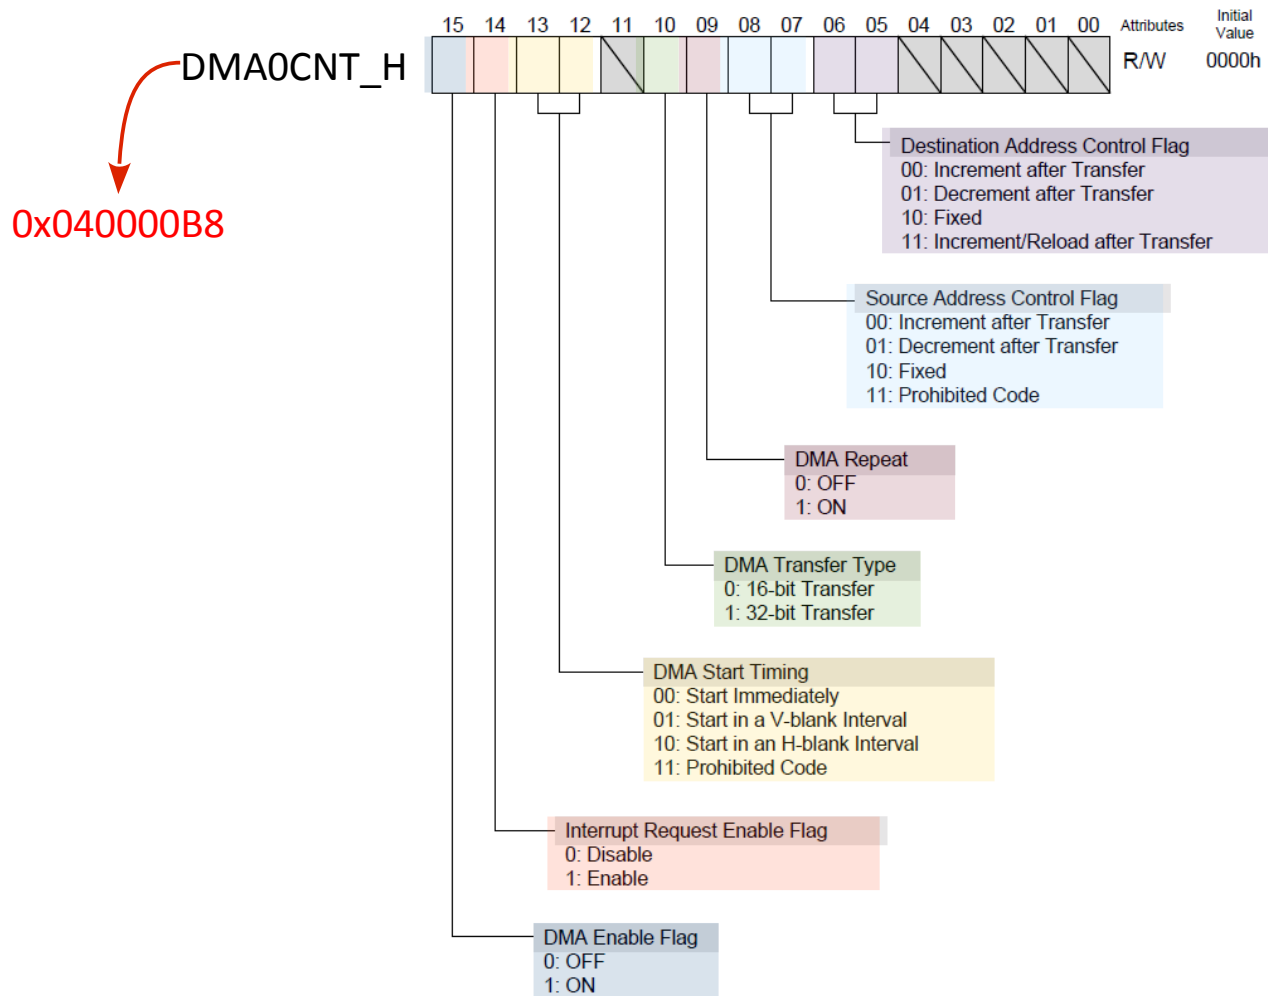 15 14 13 12 11 10 09 08 07 06 05 04 03 02 01 00 Attributes Initial Value
DMA0CNT_H R/W 0000h
0x040000B8
Destination Address Control Flag
00: Increment after Transfer
01: Decrement after Transfer
10: Fixed
11: Increment/Reload after Transfer
Source Address Control Flag
00: Increment after Transfer
01: Decrement after Transfer
10: Fixed
11: Prohibited Code
DMA Repeat
0: OFF
1: ON
DMA Transfer Type
0: 16-bit Transfer
1: 32-bit Transfer
DMA Start Timing
00: Start Immediately
01: Start in a V-blank Interval
10: Start in an H-blank Interval
11: Prohibited Code
Interrupt Request Enable Flag
0: Disable
1: Enable
DMA Enable Flag
0: OFF
1: ON